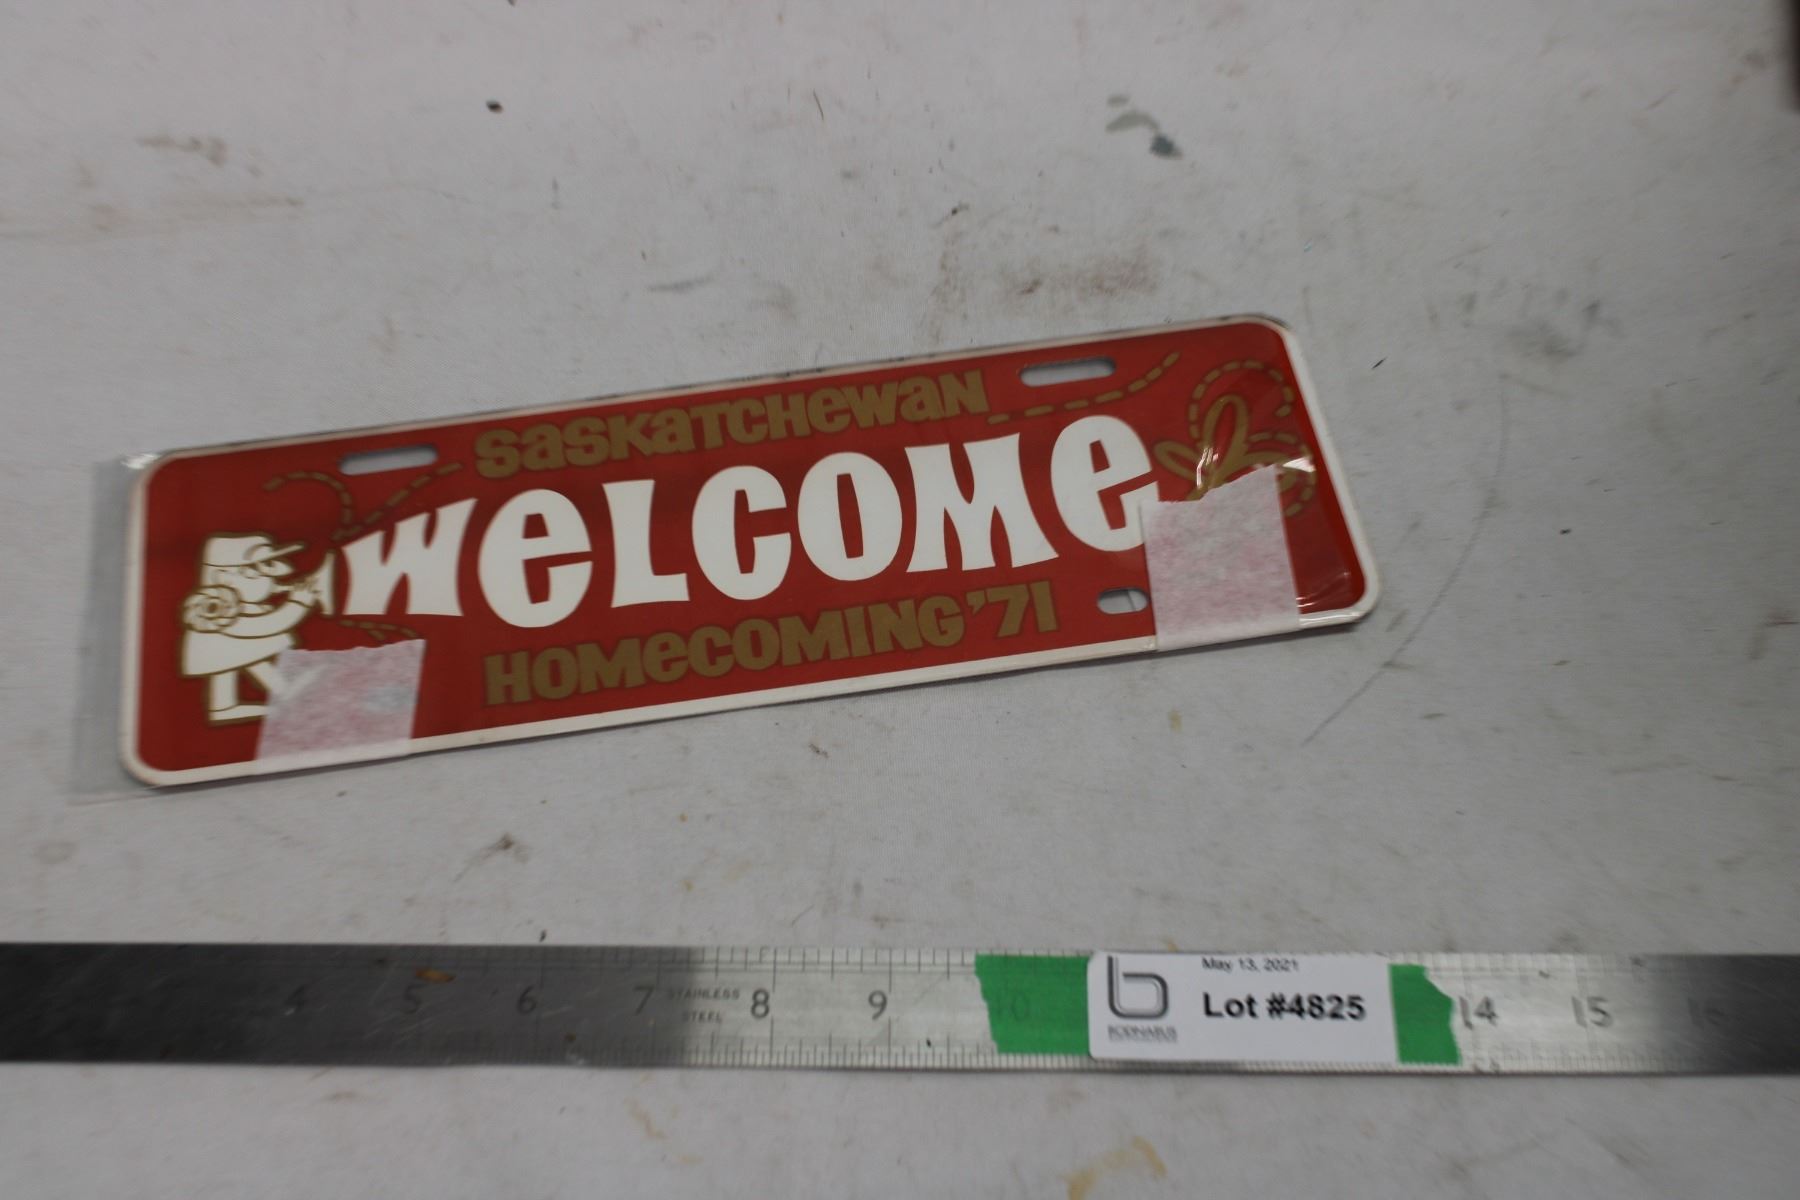 SASKATCHEWAN
WELCOME
HOMECOMING '71
4 5 6 7 STAINLESS STEEL 8 9 10 14 15 16
May 13, 2021
Lot #4825